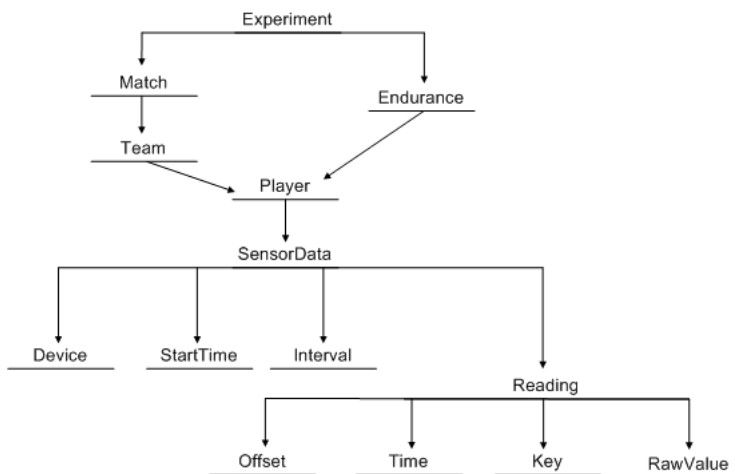 Experiment
Match
Endurance
Team
Player
SensorData
Device
StartTime
Interval
Reading
Offset
Time
Key
RawValue